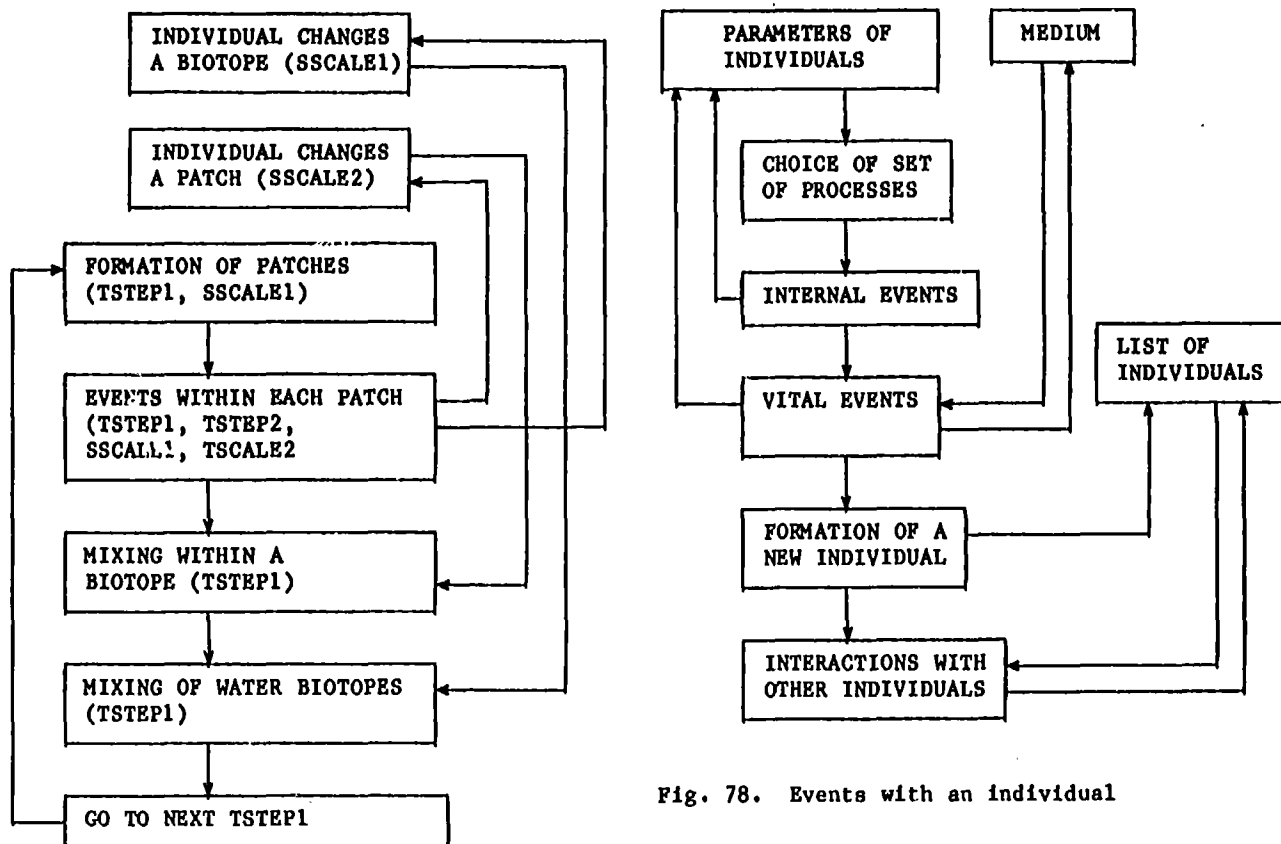 INDIVIDUAL CHANGES
A BIOTOPE (SSCALE1)
INDIVIDUAL CHANGES
A PATCH (SSCALE2)
FORMATION OF PATCHES
(TSTEP1, SSCALE1)
EVENTS WITHIN EACH PATCH
(TSTEP1, TSTEP2,
SSCALL1, TSCALE2
MIXING WITHIN A
BIOTOPE (TSTEP1)
MIXING OF WATER BIOTOPES
(TSTEP1)
GO TO NEXT TSTEP1
PARAMETERS OF
INDIVIDUALS
MEDIUM
CHOICE OF SET
OF PROCESSES
INTERNAL EVENTS
LIST OF
INDIVIDUALS
VITAL EVENTS
FORMATION OF A
NEW INDIVIDUAL
INTERACTIONS WITH
OTHER INDIVIDUALS
Fig. 78. Events with an individual